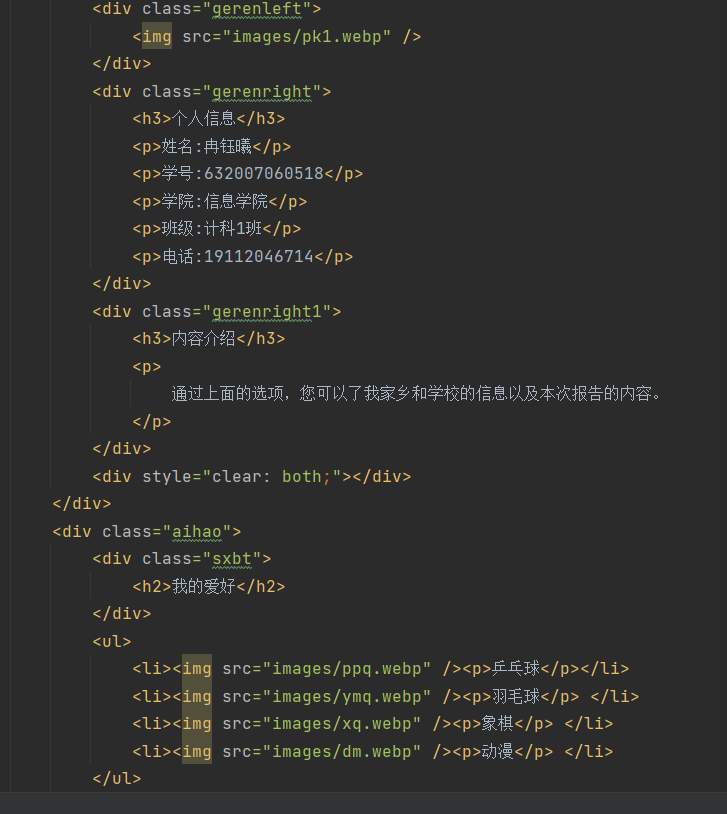 <div class="gerenleft">
<img src="images/pk1.webp" />
</div>
<div class="gerenright">
<h3>个人信息</h3>
<p>姓名:冉钰曦</p>
<p>学号:632007060518</p>
<p>学院:信息学院</p>
<p>班级:计科1班</p>
<p>电话:19112046714</p>
</div>
<div class="gerenright1">
<h3>内容介绍</h3>
<p>
通过上面的选项，您可以了我家乡和学校的信息以及本次报告的内容。
</p>
</div>
<div style="clear: both;"></div>
</div>
<div class="aihao">
<div class="sxbt">
<h2>我的爱好</h2>
</div>
<ul>
<li><img src="images/ppq.webp" /><p>乒乓球</p></li>
<li><img src="images/ymq.webp" /><p>羽毛球</p> </li>
<li><img src="images/xq.webp" /><p>象棋</p> </li>
<li><img src="images/dm.webp" /><p>动漫</p> </li>
</ul>